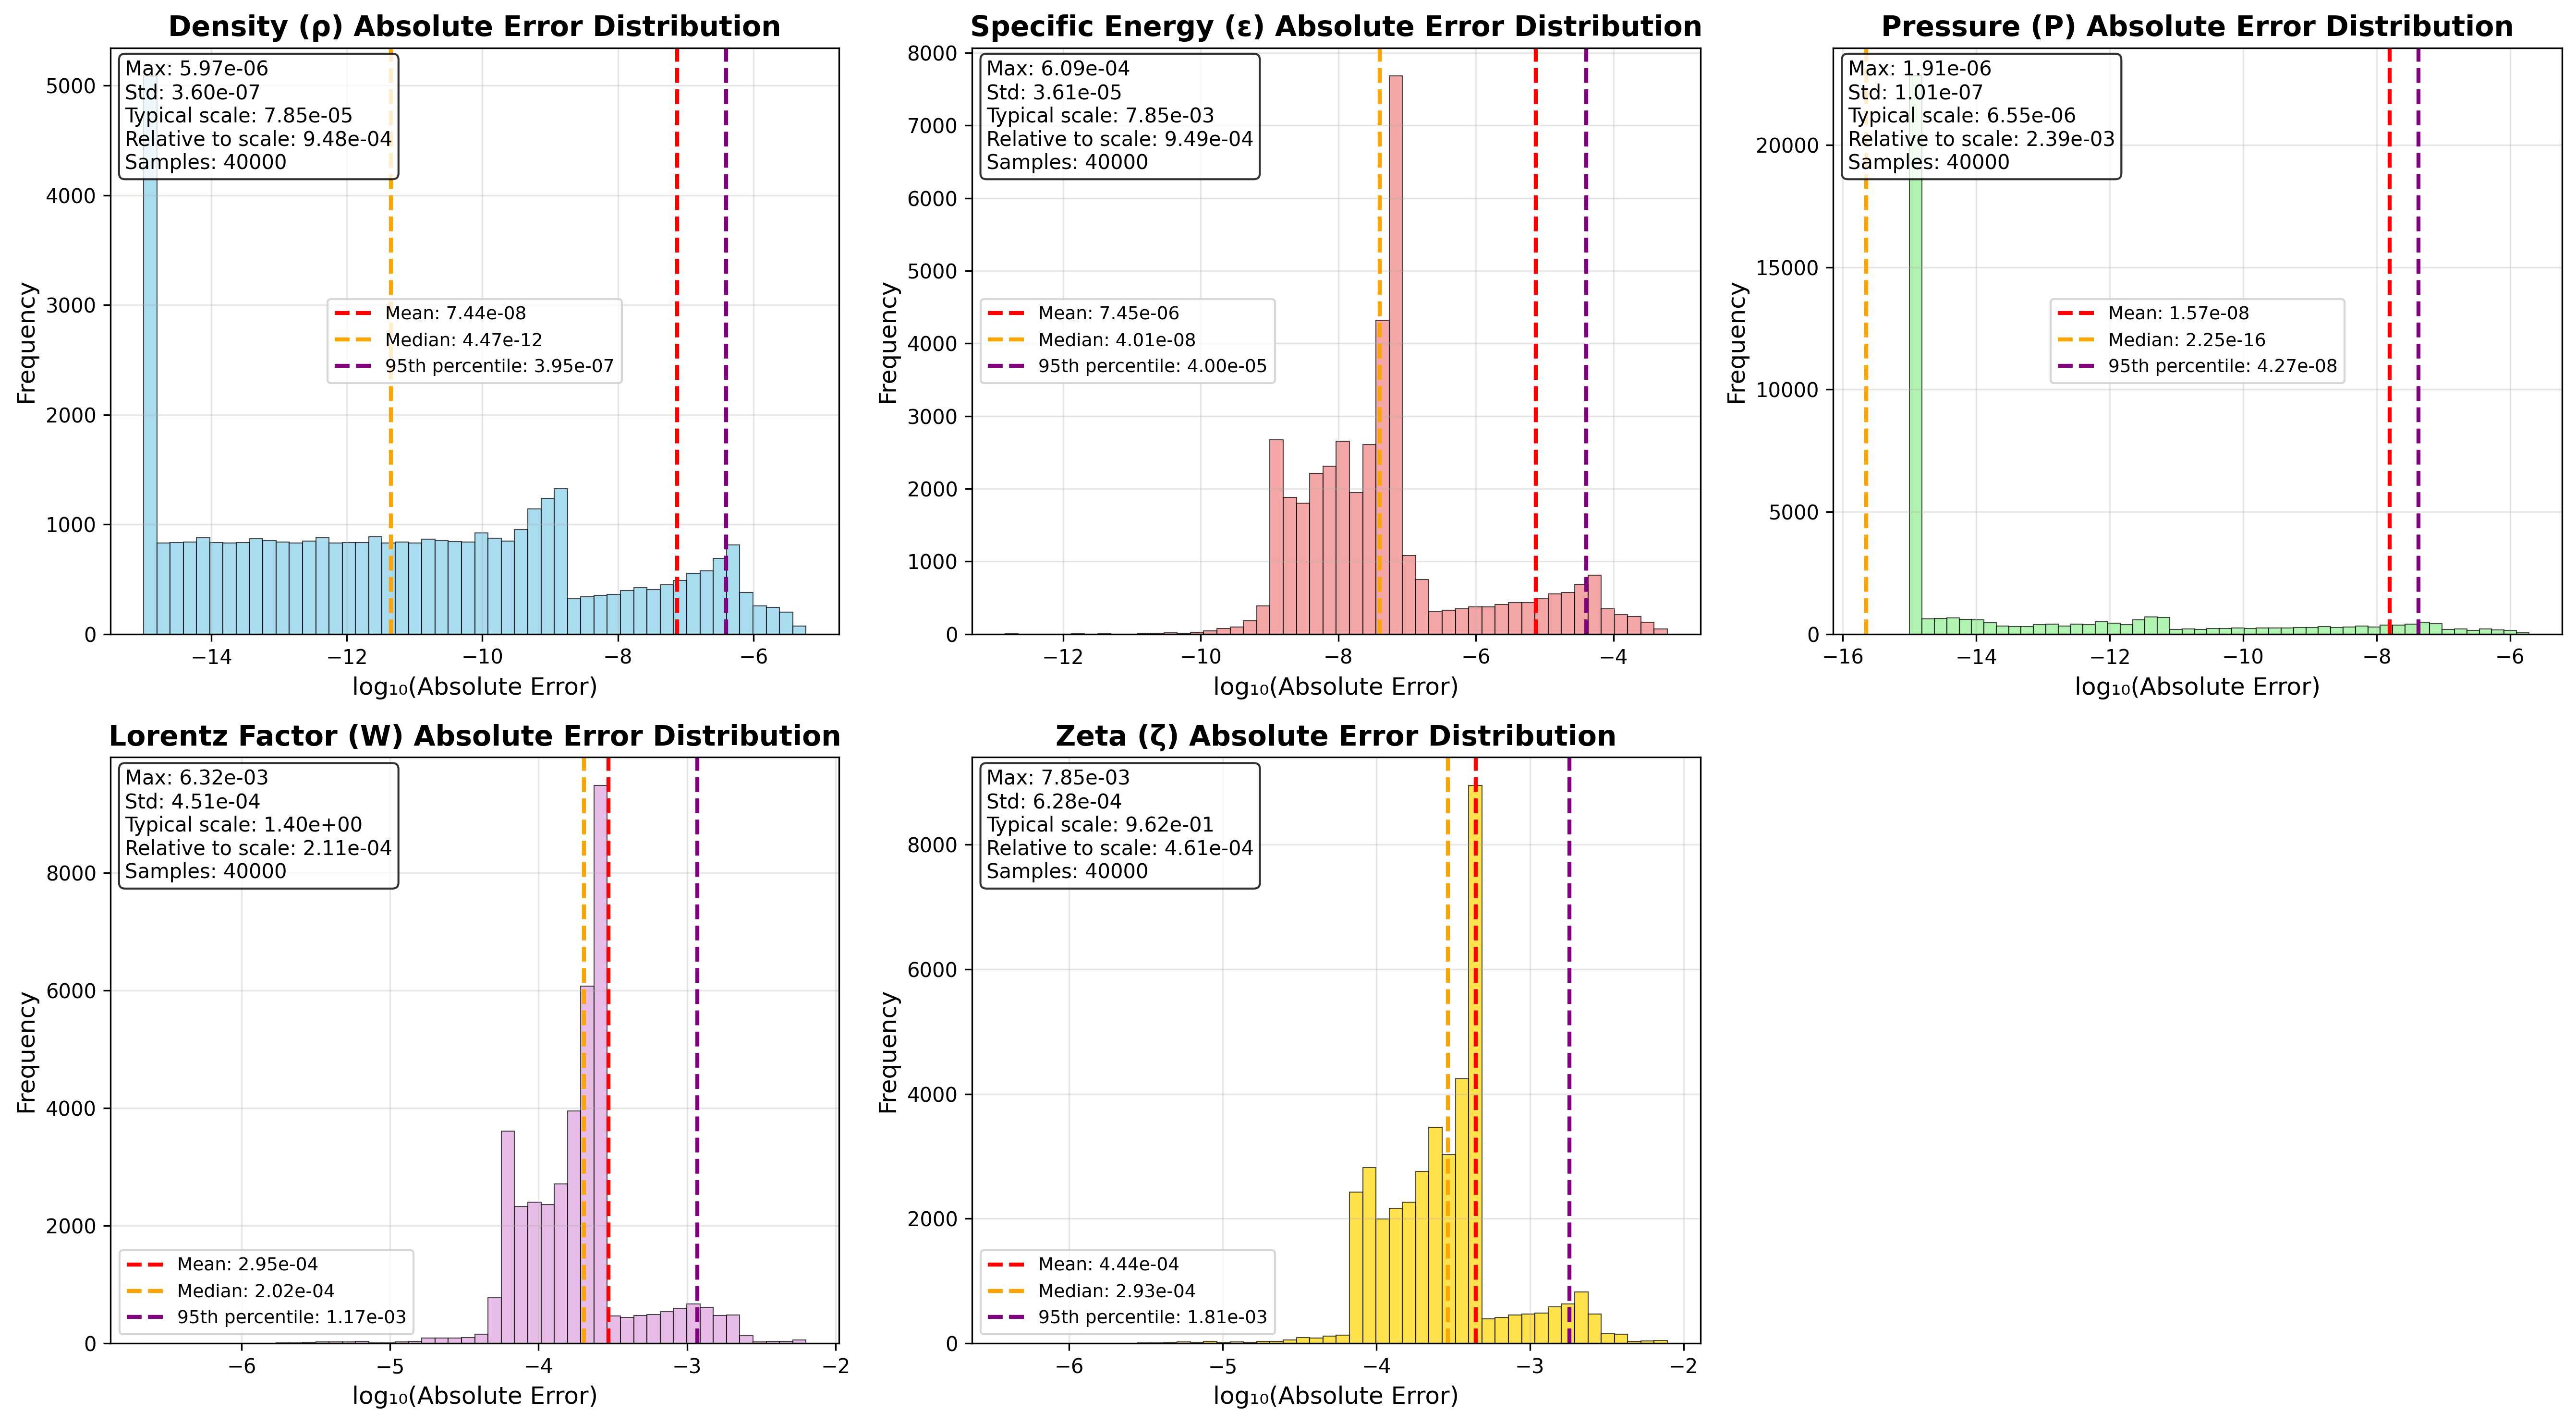 Density (ρ) Absolute Error Distribution
Max: 5.97e-06
Std: 3.60e-07
Typical scale: 7.85e-05
Relative to scale: 9.48e-04
Samples: 40000
Mean: 7.44e-08
Median: 4.47e-12
95th percentile: 3.95e-07
Frequency
5000
4000
3000
2000
1000
0
−14
−12
−10
−8
−6
log₁₀(Absolute Error)
Specific Energy (ε) Absolute Error Distribution
Max: 6.09e-04
Std: 3.61e-05
Typical scale: 7.85e-03
Relative to scale: 9.49e-04
Samples: 40000
Mean: 7.45e-06
Median: 4.01e-08
95th percentile: 4.00e-05
Frequency
8000
7000
6000
5000
4000
3000
2000
1000
0
−12
−10
−8
−6
−4
log₁₀(Absolute Error)
Pressure (P) Absolute Error Distribution
Max: 1.91e-06
Std: 1.01e-07
Typical scale: 6.55e-06
Relative to scale: 2.39e-03
Samples: 40000
Mean: 1.57e-08
Median: 2.25e-16
95th percentile: 4.27e-08
Frequency
20000
15000
10000
5000
0
−16
−14
−12
−10
−8
−6
log₁₀(Absolute Error)
Lorentz Factor (W) Absolute Error Distribution
Max: 6.32e-03
Std: 4.51e-04
Typical scale: 1.40e+00
Relative to scale: 2.11e-04
Samples: 40000
Mean: 2.95e-04
Median: 2.02e-04
95th percentile: 1.17e-03
Frequency
8000
6000
4000
2000
0
−6
−5
−4
−3
−2
log₁₀(Absolute Error)
Zeta (ζ) Absolute Error Distribution
Max: 7.85e-03
Std: 6.28e-04
Typical scale: 9.62e-01
Relative to scale: 4.61e-04
Samples: 40000
Mean: 4.44e-04
Median: 2.93e-04
95th percentile: 1.81e-03
Frequency
8000
6000
4000
2000
0
−6
−5
−4
−3
−2
log₁₀(Absolute Error)